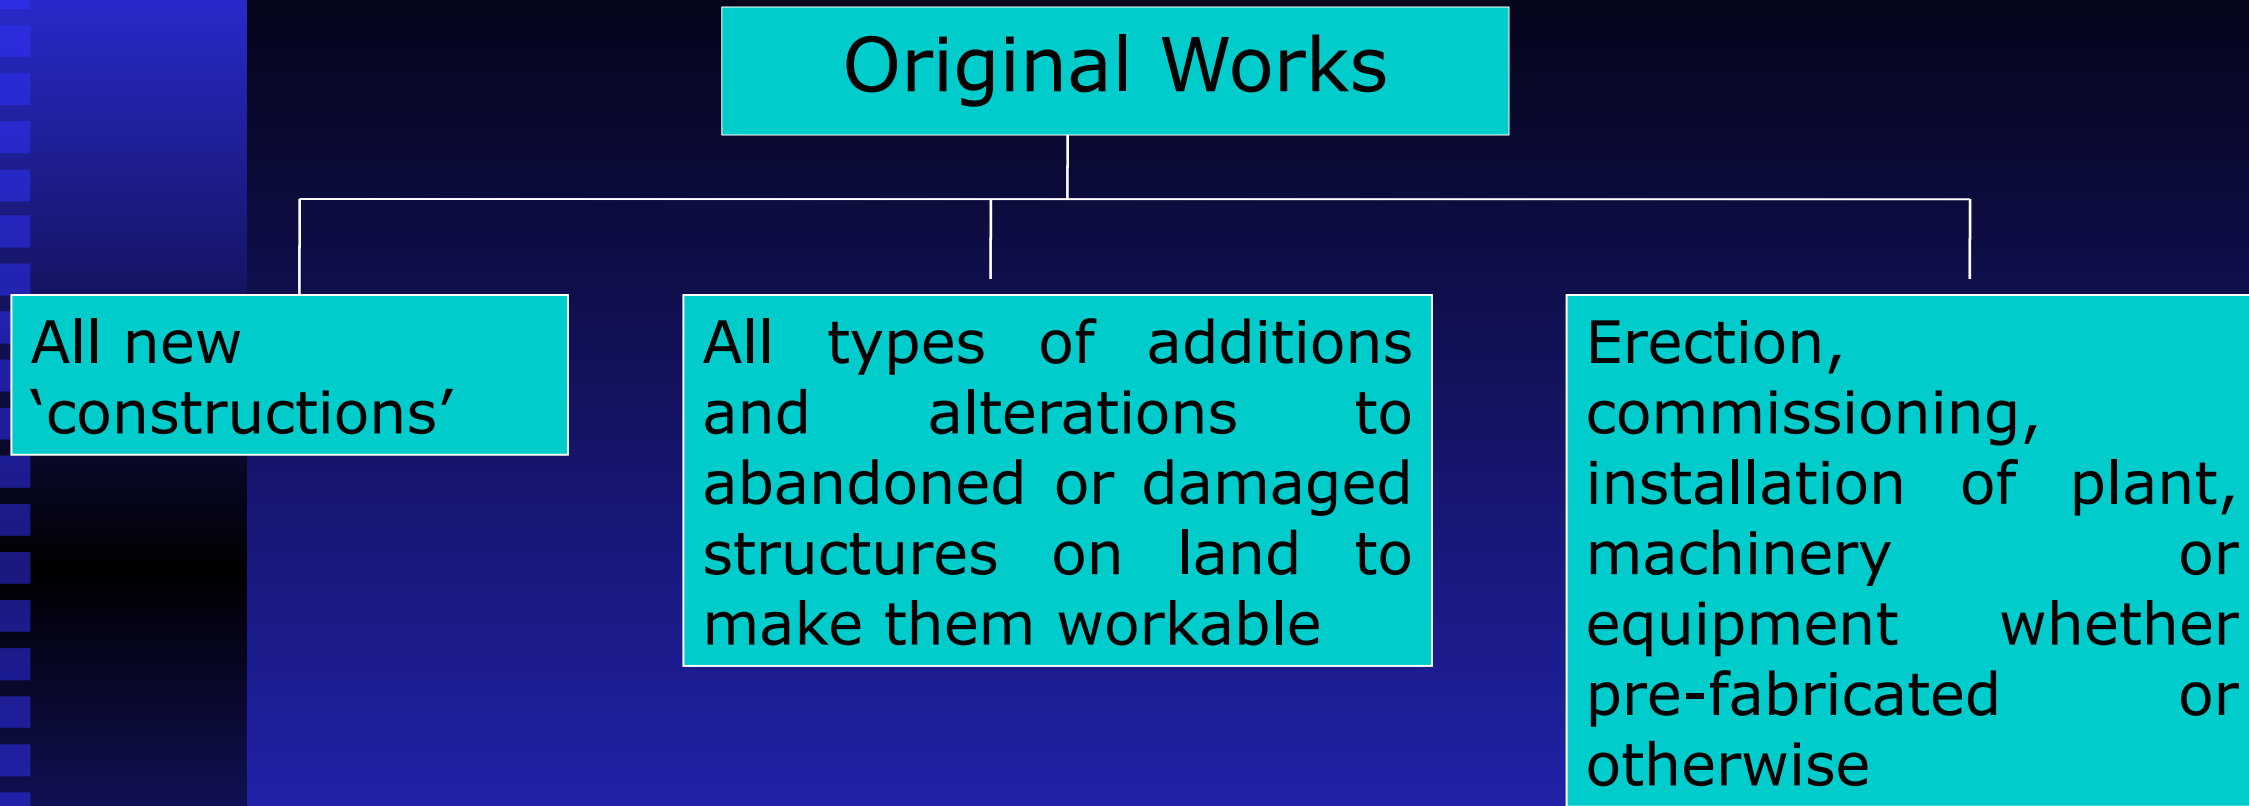 Original Works
All new
‘constructions’
All types of additions
and alterations to
abandoned or damaged
structures on land to
make them workable
Erection,
commissioning,
installation of plant,
machinery or
equipment whether
pre-fabricated or
otherwise